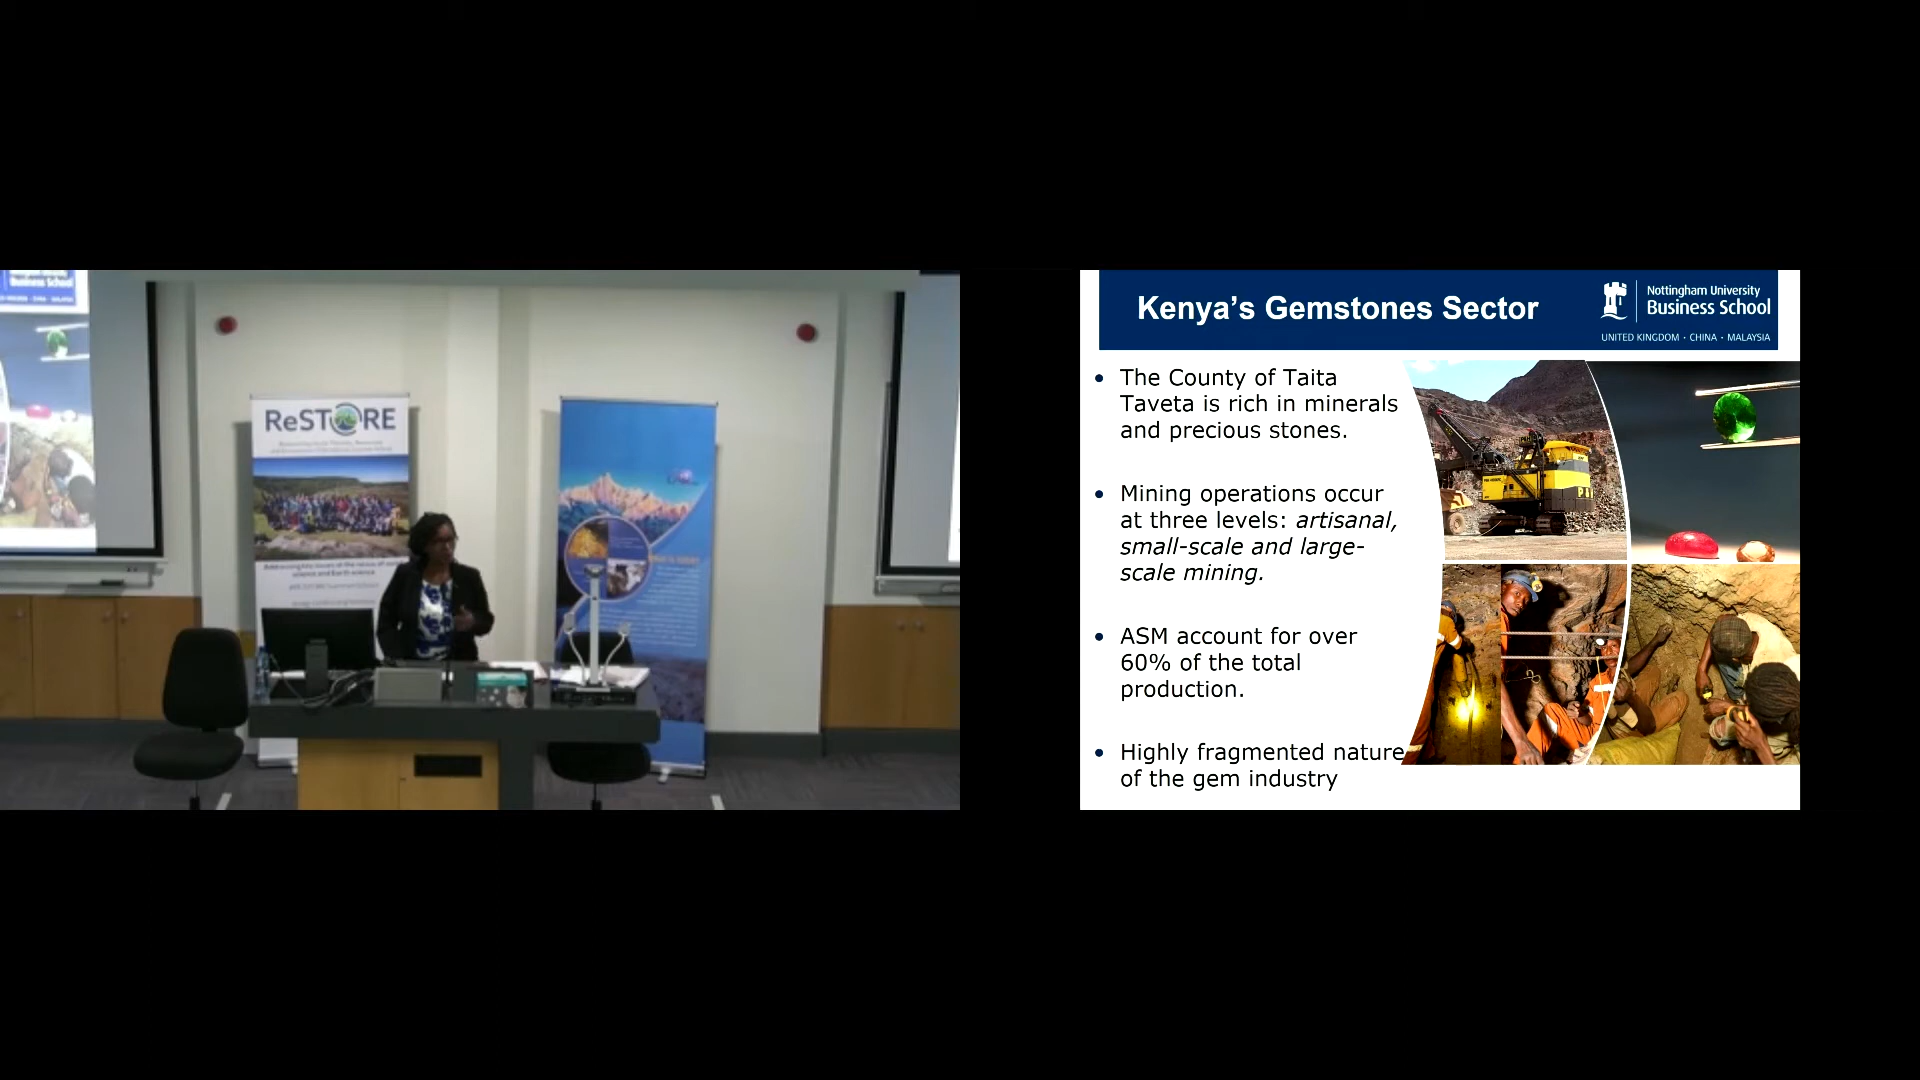 Business School
ReSTORE
Kenya’s Gemstones Sector
Nottingham University
Business School
UNITED KINGDOM · CHINA · MALAYSIA
• The County of Taita
Taveta is rich in minerals
and precious stones.
• Mining operations occur
at three levels: artisanal,
small-scale and large-
scale mining.
• ASM account for over
60% of the total
production.
• Highly fragmented nature
of the gem industry